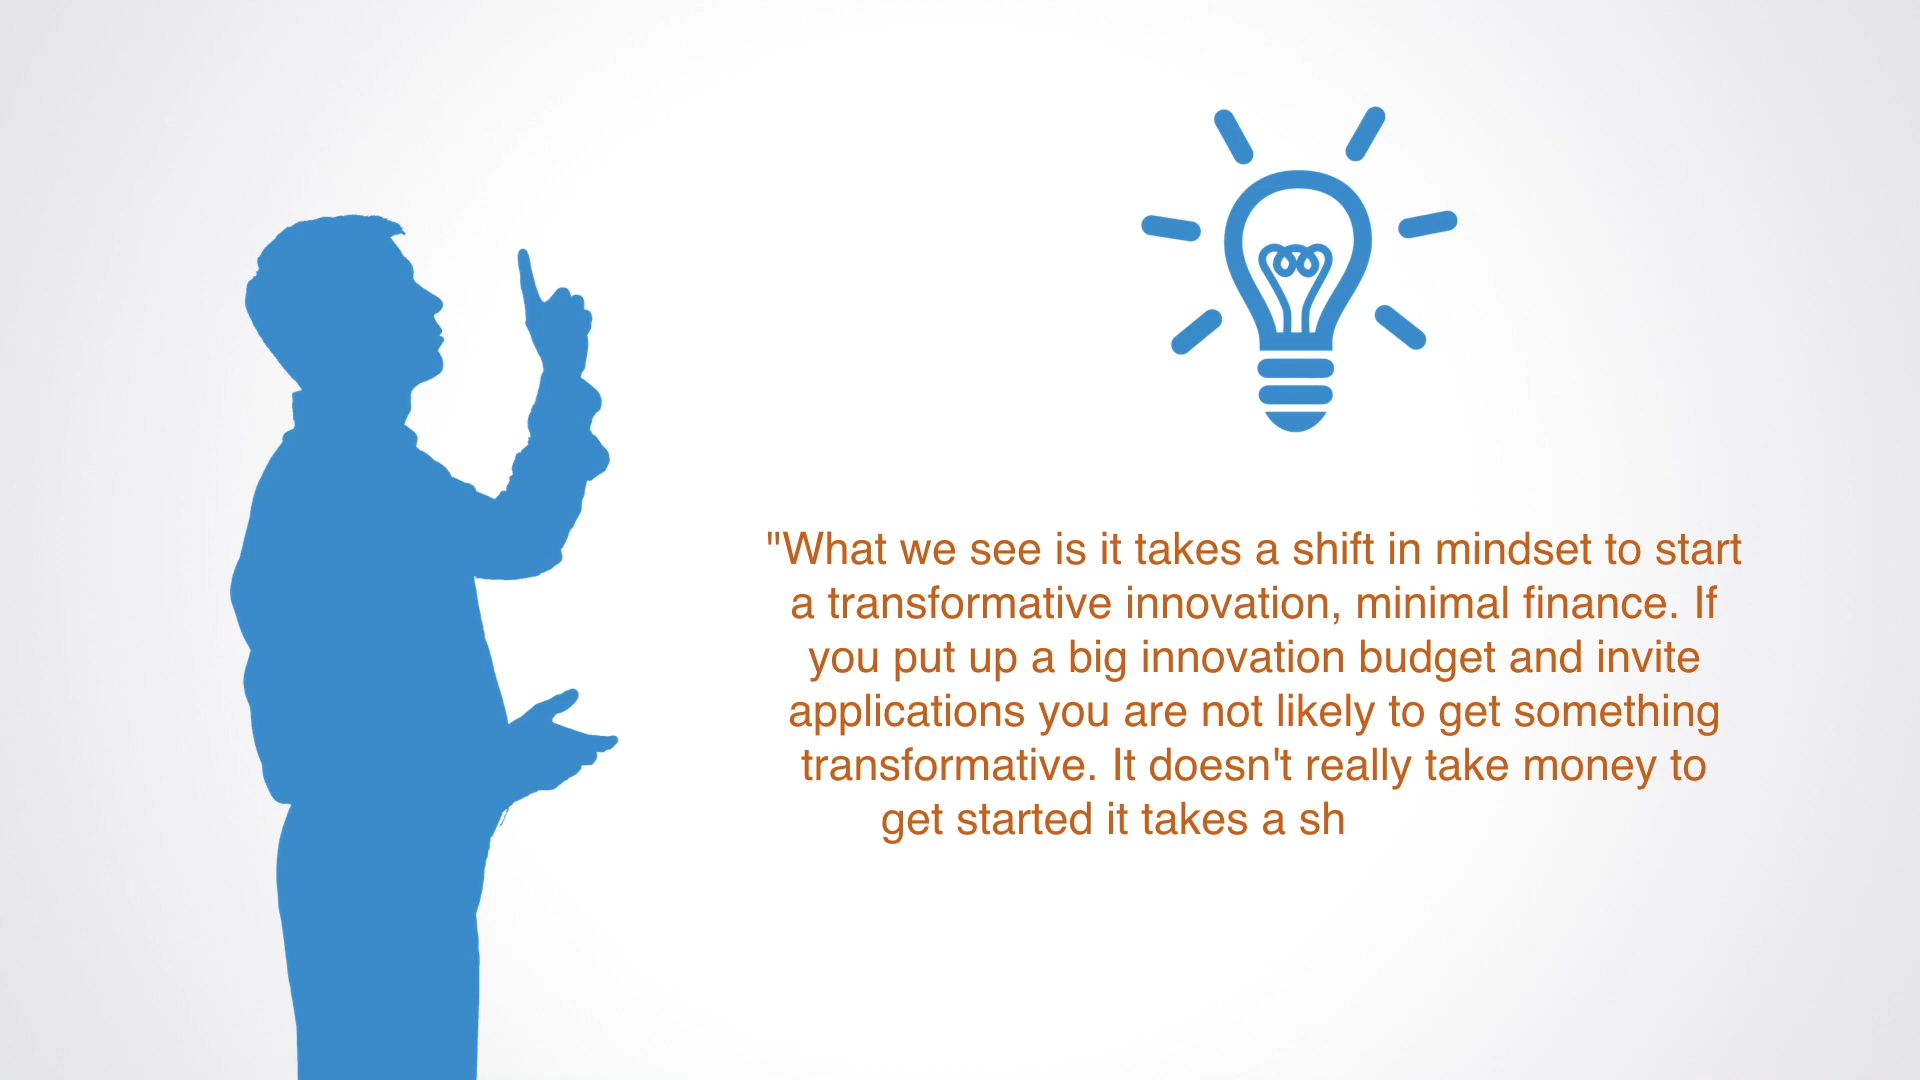 "What we see is it takes a shift in mindset to start
a transformative innovation, minimal finance. If
you put up a big innovation budget and invite
applications you are not likely to get something
transformative. It doesn't really take money to
get started it takes a sh